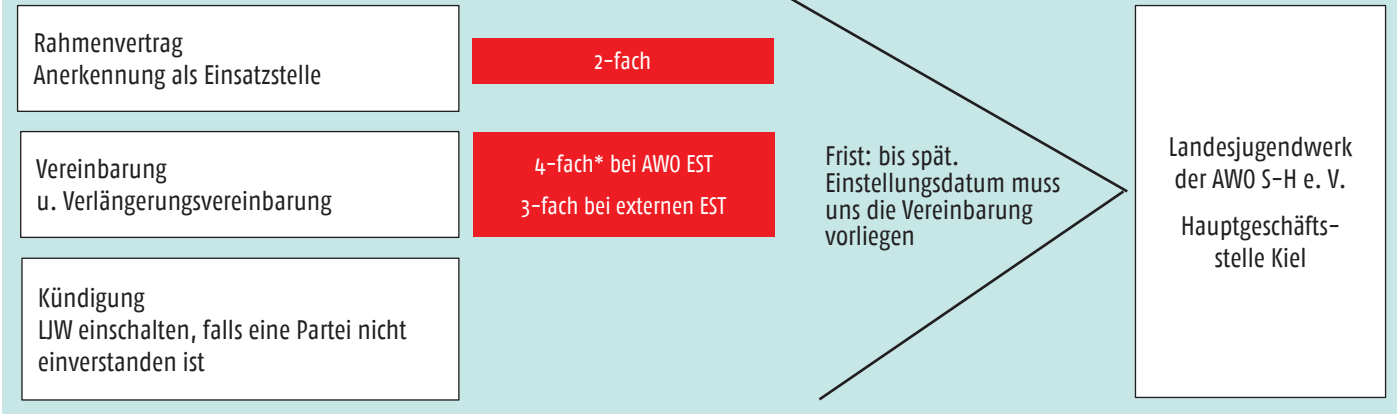 Rahmenvertrag
Anerkennung als Einsatzstelle
2-fach
Vereinbarung
u. Verlängerungsvereinbarung
4-fach* bei AWO EST
3-fach bei externen EST
Kündigung
LJW einschalten, falls eine Partei nicht
einverstanden ist
Frist: bis spät.
Einstellungsdatum muss
uns die Vereinbarung
vorliegen
Landesjugendwerk
der AWO S-H e. V.
Hauptgeschäfts-
stelle Kiel